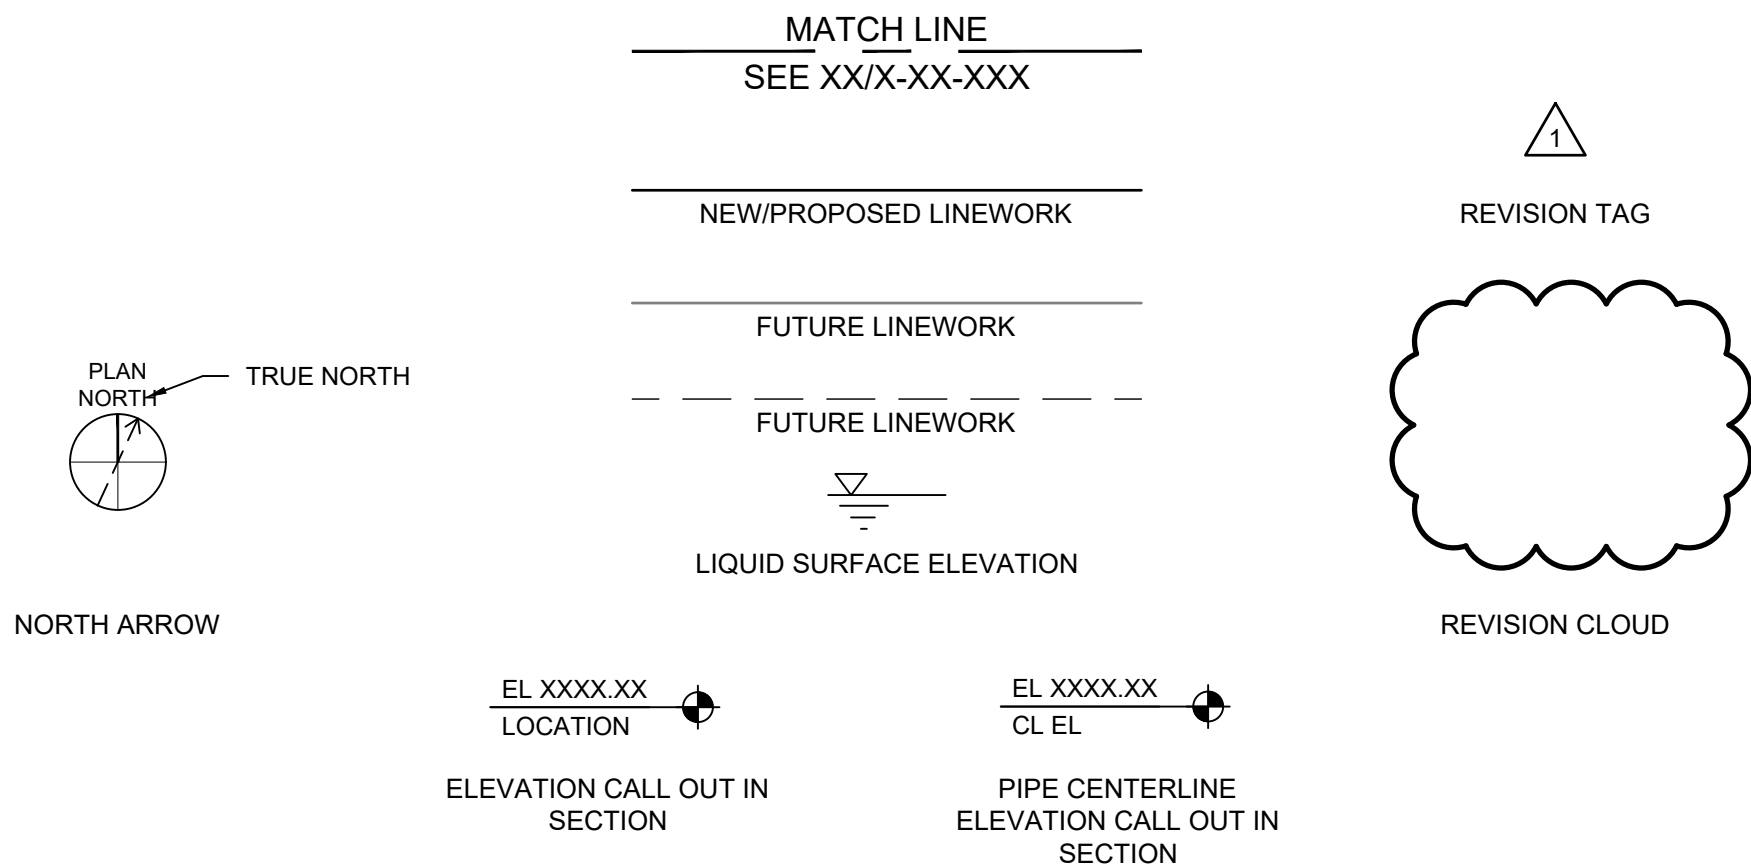 MATCH LINE
SEE XX/X-XX-XXX
1
NEW/PROPOSED LINEWORK
REVISION TAG
FUTURE LINEWORK
PLAN
NORTH
TRUE NORTH
FUTURE LINEWORK
LIQUID SURFACE ELEVATION
NORTH ARROW
REVISION CLOUD
EL XXXX.XX
LOCATION
ELEVATION CALL OUT IN
SECTION
EL XXXX.XX
CL EL
PIPE CENTERLINE
ELEVATION CALL OUT IN
SECTION